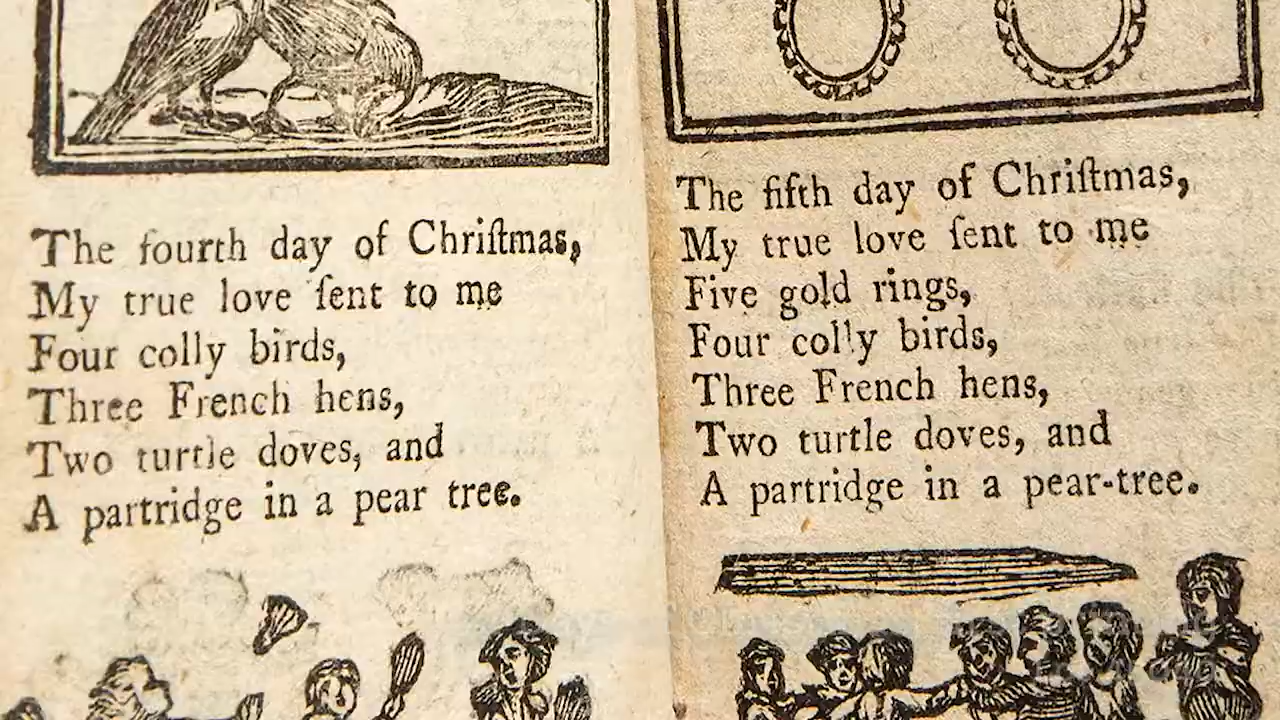 The fourth day of Chriſtmas,
My true love ſent to me
Four colly birds,
Three French hens,
Two turtle doves, and
A partridge in a pear tree.
The fifth day of Chriſtmas,
My true love ſent to me
Five gold rings,
Four colly birds,
Three French hens,
Two turtle doves, and
A partridge in a pear-tree.